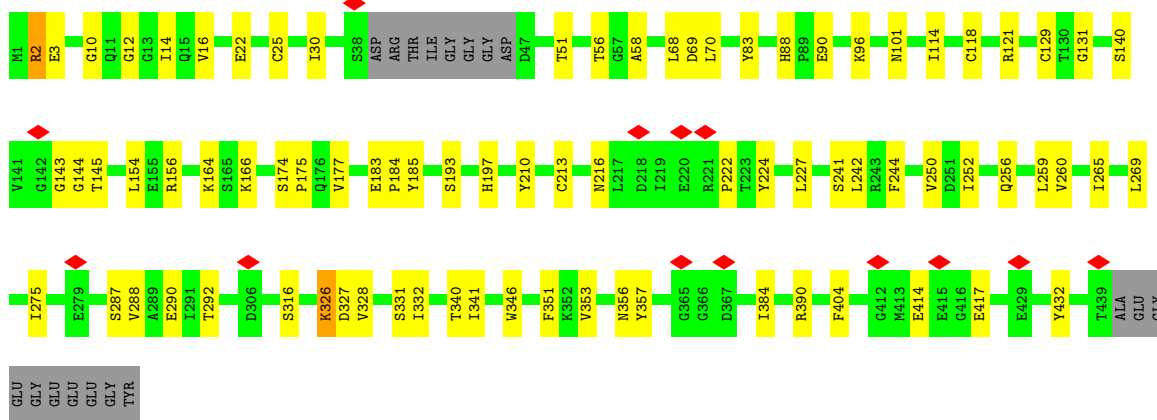 M1 R2 E3 G10 Q11 G12 G13 I14 Q15 V16 E22 C25 I30 S38 ASP ARG THR ILE GLY GLY GLY ASP D47 T51 T56 G57 A58 L68 D69 L70 Y83 H88 P89 E90 K96 N101 I114 C118 R121 C129 T130 G131 S140
V141 G142 G143 G144 T145 L154 E155 R156 K164 S165 K166 S174 P175 Q176 V177 E183 P184 Y185 S193 H197 Y210 C213 N216 L217 D218 I219 E220 R221 P222 T223 Y224 L227 S241 L242 R243 F244 V250 D251 I252 Q256 L259 V260 I265 L269
I275 E279 S287 V288 A289 E290 I291 T292 D306 S316 K326 D327 V328 S331 I332 T340 I341 W346 F351 K352 V353 N356 Y357 G365 G366 D367 I384 R390 F404 G412 M413 E414 E415 G416 E417 E429 Y432 T439 ALA GLU
GLU GLY GLU GLU GLU GLY TYR